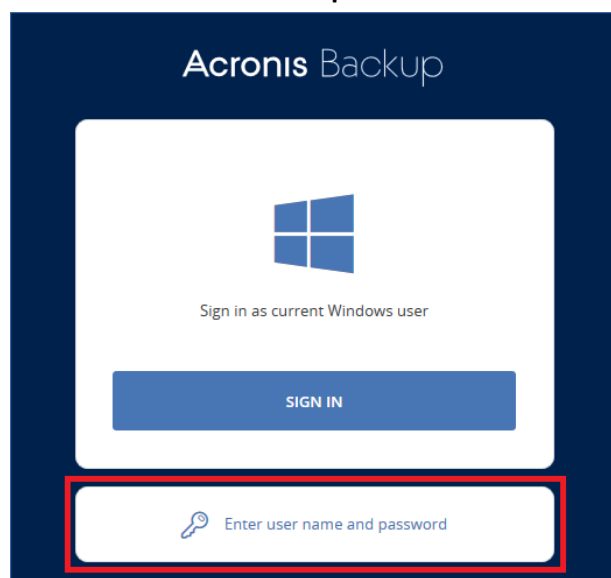 Acronis Backup
Sign in as current Windows user
SIGN IN
Enter user name and password